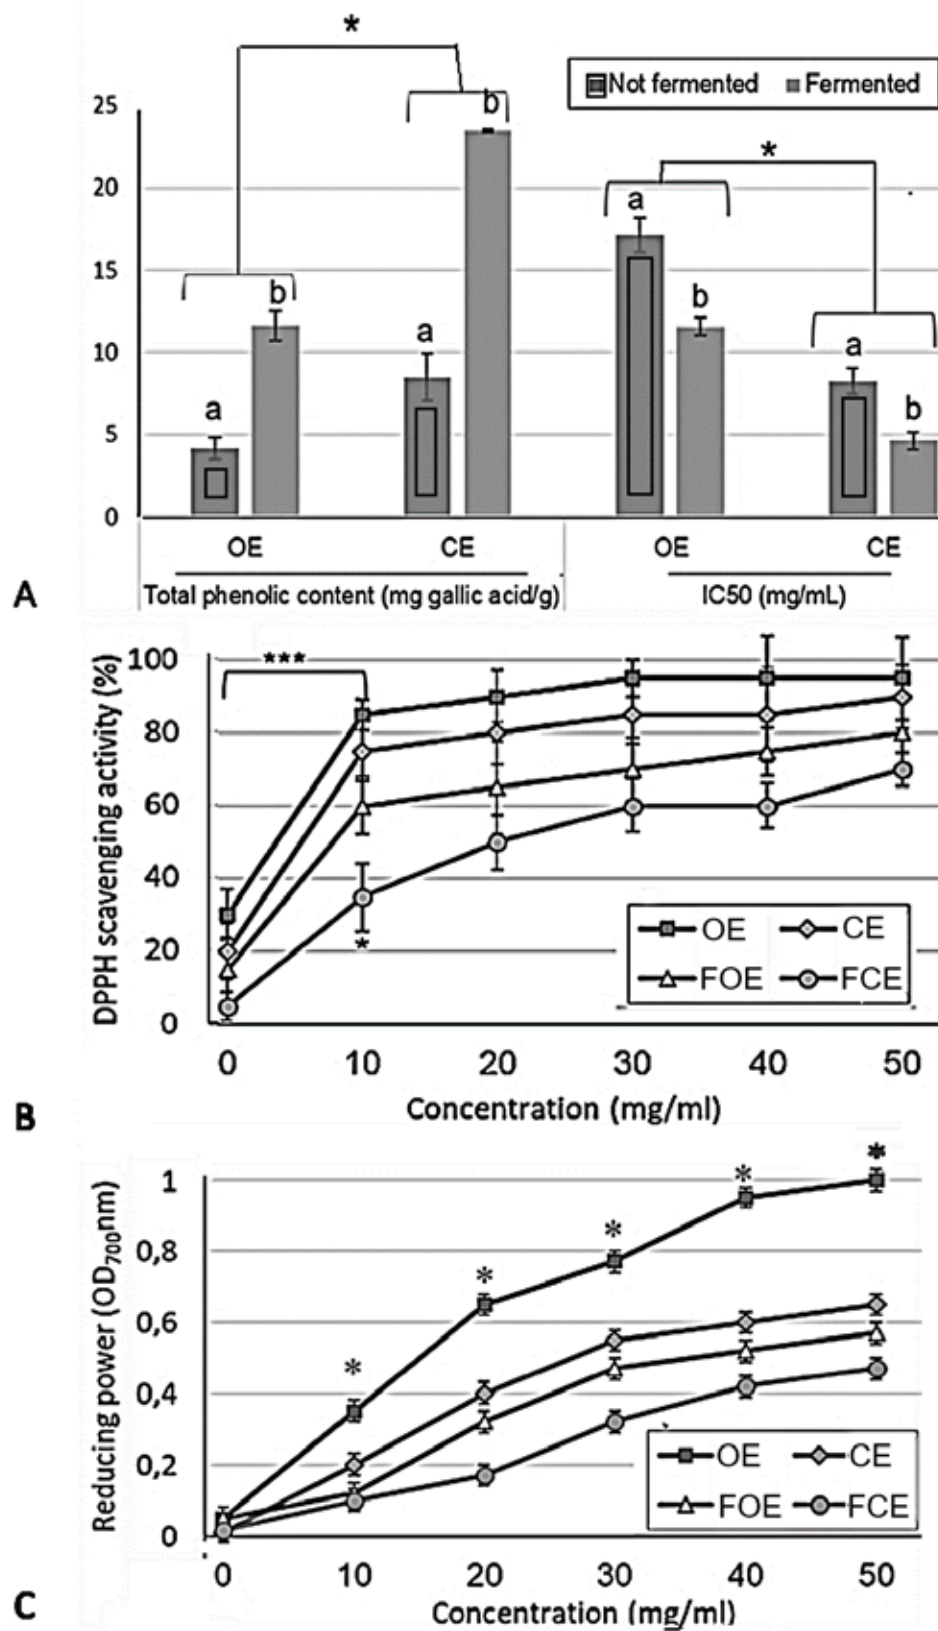 *
Not fermented Fermented
25
b
*
20
a
15
b
b
a
a
10
a
b
5
0
OE CE OE CE
A
Total phenolic content (mg gallic acid/g) IC50 (mg/mL)
DPPH scavenging activity (%)
100
***
80
60
40
*
OE CE
20
FOE FCE
0
0 10 20 30 40 50
B
Concentration (mg/ml)
Reducing power (OD700nm)
1
* *
0,8
*
*
0,6
*
0,4
OE CE
0,2
FOE FCE
0
0 10 20 30 40 50
C
Concentration (mg/ml)